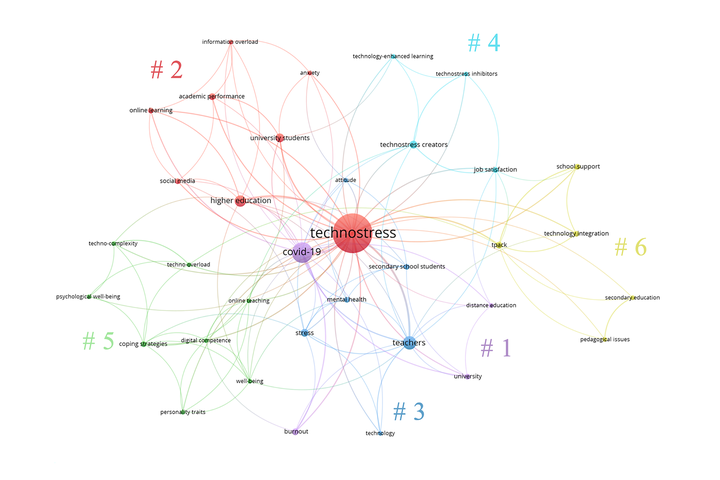 information overload
# 4
technology-enhanced learning
# 2
anxiety
technostress inhibitors
academic performance
online learning
university students
technostress creators
school support
job satisfaction
social media
attitude
higher education
technostress
technology integration
techno-complexity
tpack
# 6
covid-19
techno-overload
secondary school students
psychological well-being
online teaching
mental health
secondary education
distance education
stress
# 5
coping strategies
digital competence
teachers
pedagogical issues
# 1
well-being
university
personality traits
# 3
burnout
technology